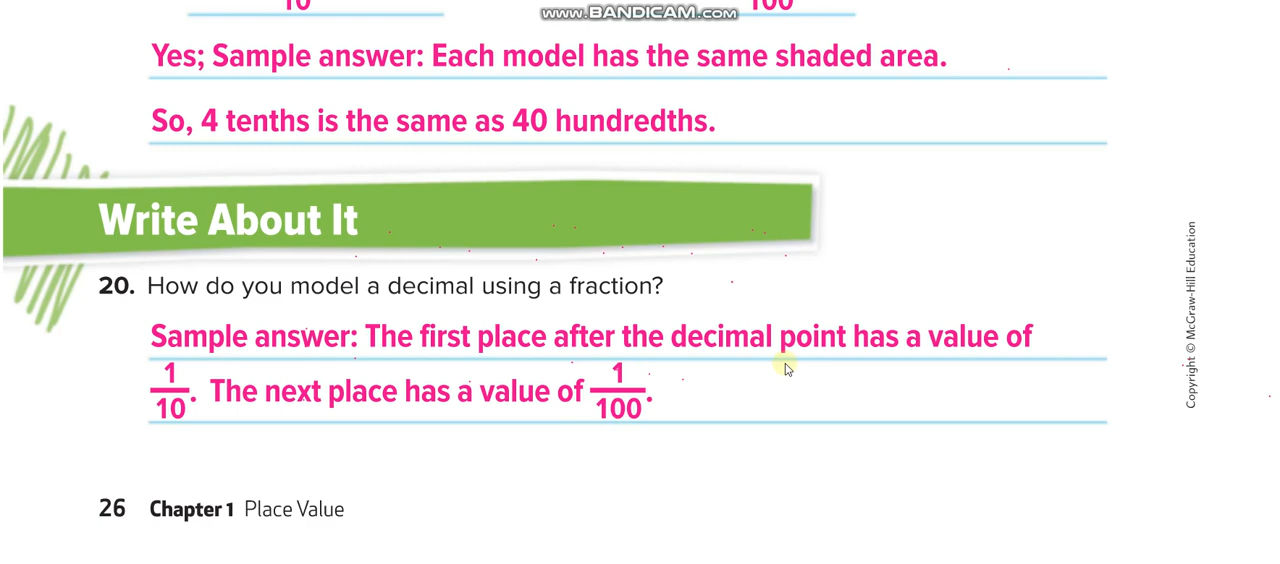 10 100
www.BANDICAM.com
Yes; Sample answer: Each model has the same shaded area.
So, 4 tenths is the same as 40 hundredths.
Write About It
20. How do you model a decimal using a fraction?
Sample answer: The first place after the decimal point has a value of
1/10. The next place has a value of 1/100.
26 Chapter 1 Place Value
Copyright © McGraw-Hill Education